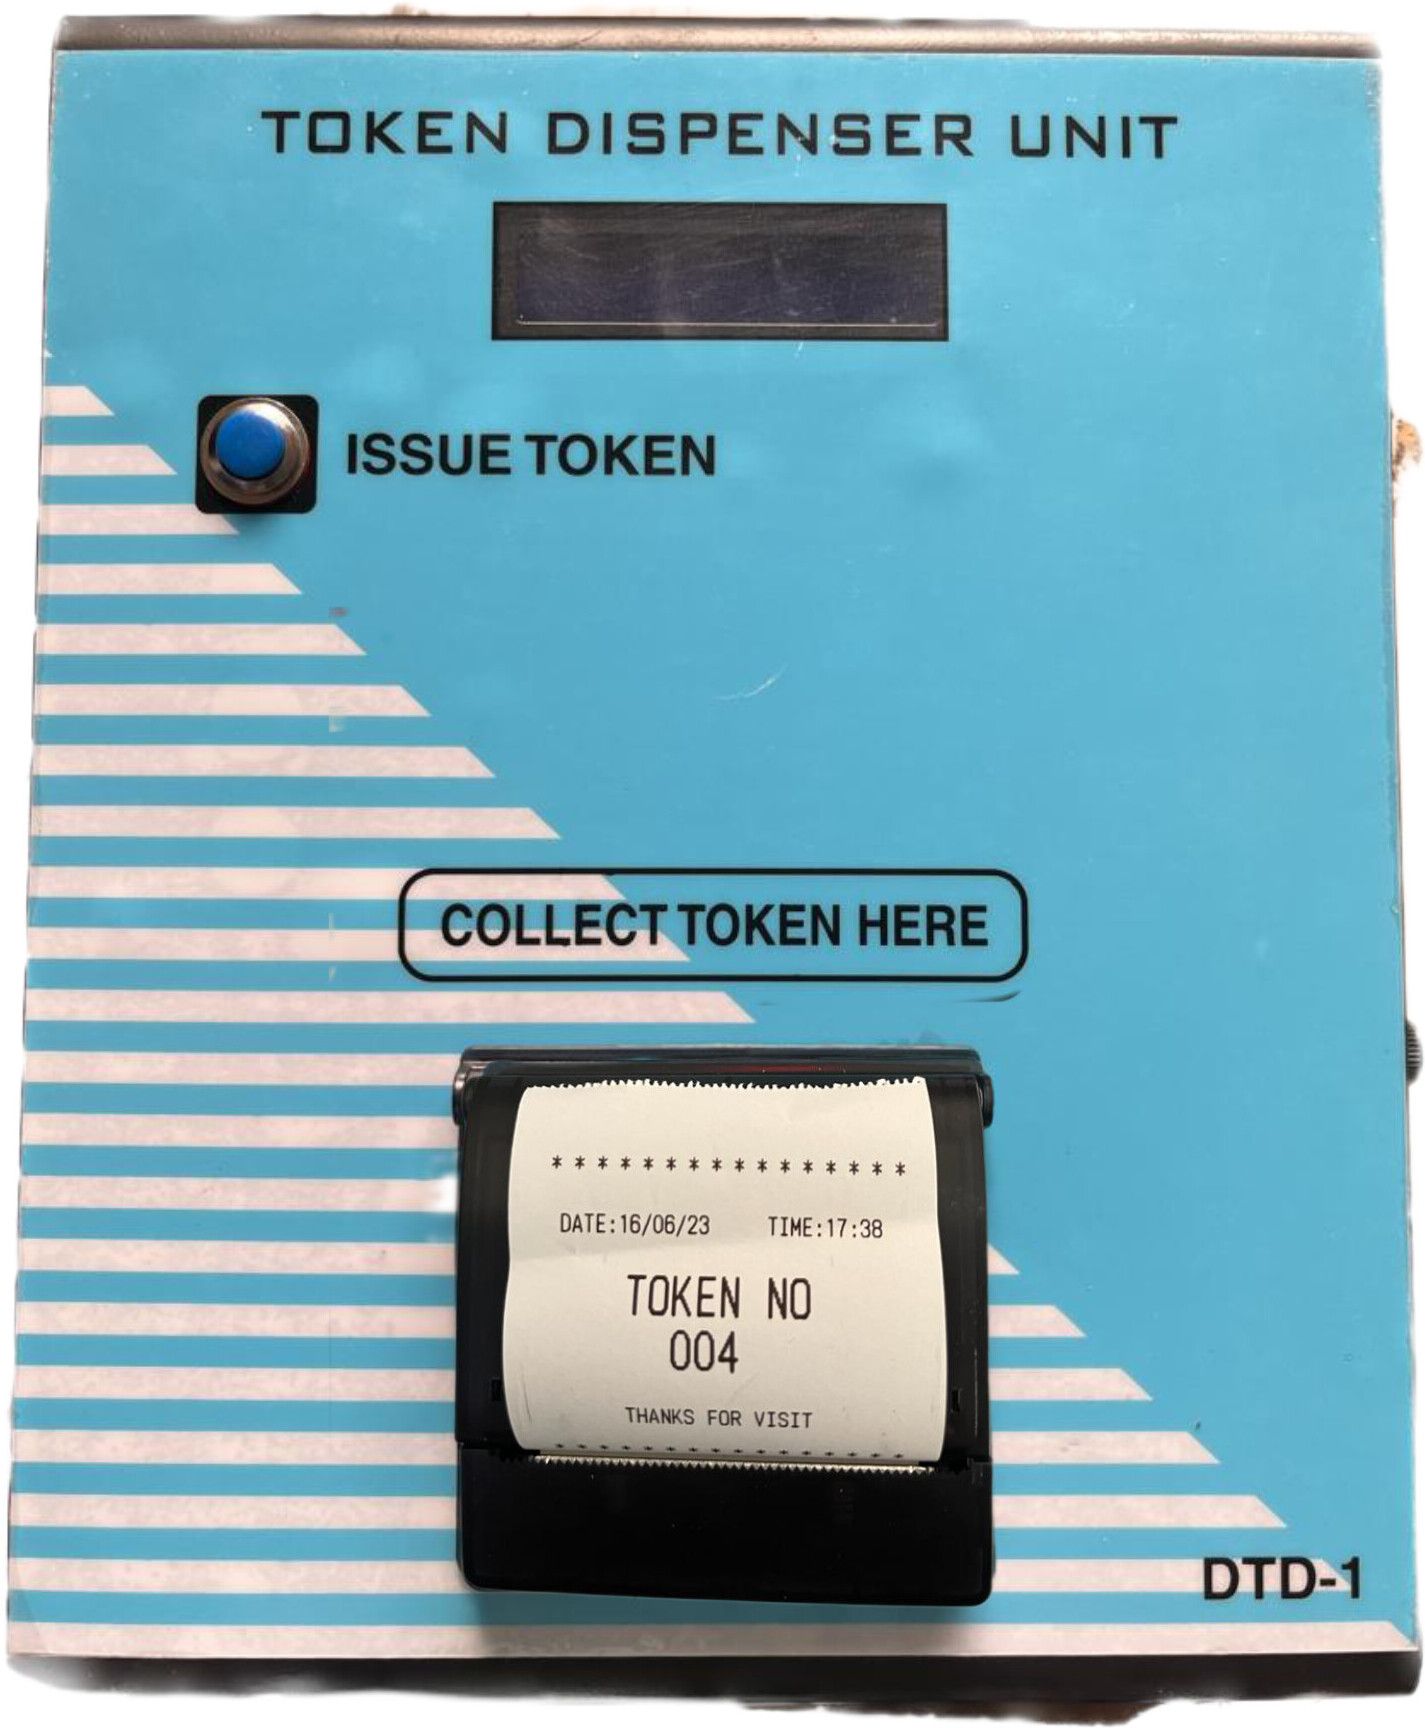 TOKEN DISPENSER UNIT
ISSUE TOKEN
COLLECT TOKEN HERE
* * * * * * * * * * * * * * * *
DATE:16/06/23 TIME:17:38
TOKEN NO
004
THANKS FOR VISIT
* * * * * * * * * * * * * * * *
DTD-1